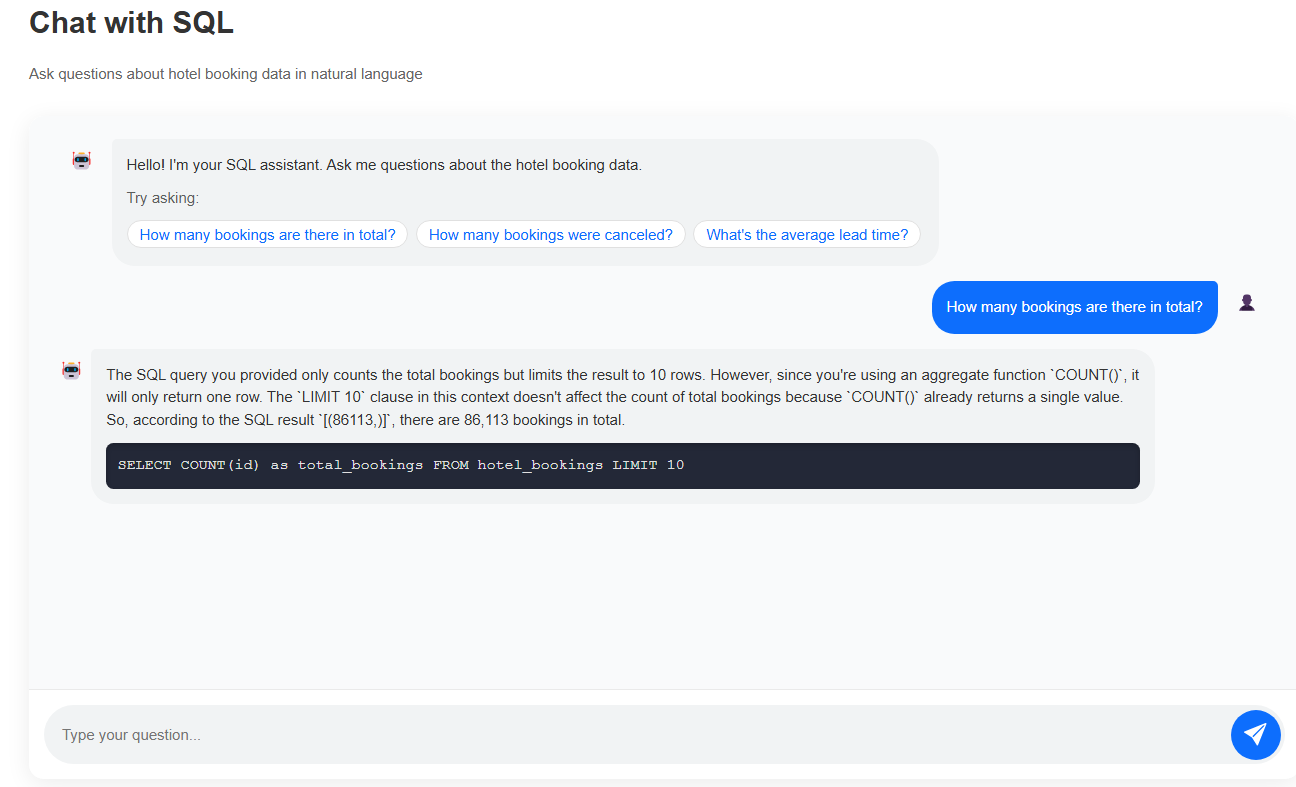 Chat with SQL
Ask questions about hotel booking data in natural language
Hello! I'm your SQL assistant. Ask me questions about the hotel booking data.
Try asking:
How many bookings are there in total? How many bookings were canceled? What's the average lead time?
How many bookings are there in total?
The SQL query you provided only counts the total bookings but limits the result to 10 rows. However, since you're using an aggregate function `COUNT()`, it
will only return one row. The `LIMIT 10` clause in this context doesn't affect the count of total bookings because `COUNT()` already returns a single value.
So, according to the SQL result `[(86113,)]`, there are 86,113 bookings in total.
SELECT COUNT(id) as total_bookings FROM hotel_bookings LIMIT 10
Type your question...